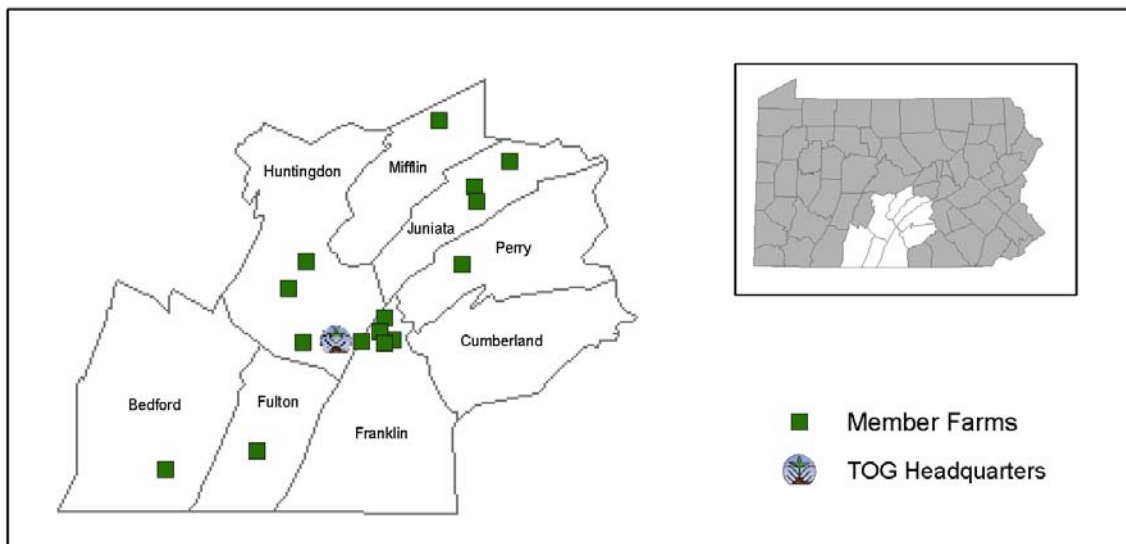 Huntingdon
Mifflin
Juniata
Perry
Cumberland
Bedford
Fulton
Franklin
Member Farms
TOG Headquarters